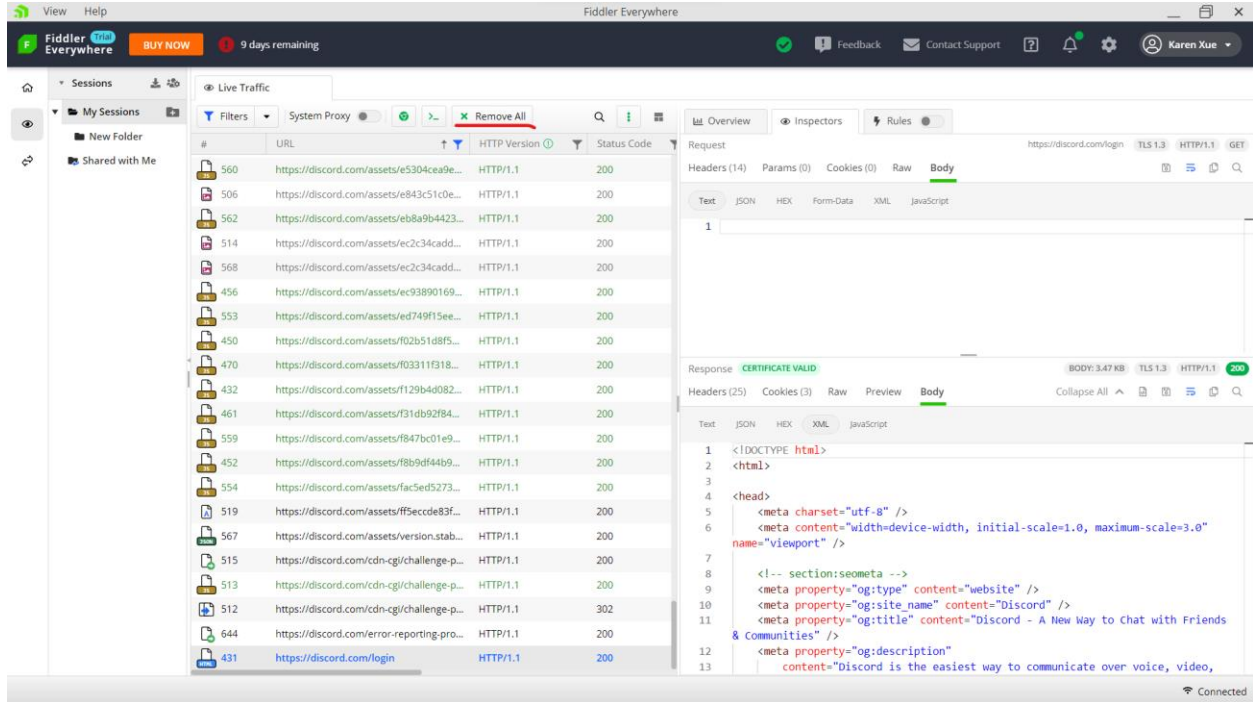 View Help Fiddler Everywhere
Fiddler Trial
Everywhere
BUY NOW 9 days remaining Feedback Contact Support Karen Xue
Sessions
My Sessions
New Folder
Shared with Me
Live Traffic
Filters System Proxy Remove All
# URL HTTP Version Status Code
560 https://discord.com/assets/e5304cea9e... HTTP/1.1 200
506 https://discord.com/assets/e843c51c0e... HTTP/1.1 200
562 https://discord.com/assets/eb8a9b4423... HTTP/1.1 200
514 https://discord.com/assets/ec2c34cadd... HTTP/1.1 200
568 https://discord.com/assets/ec2c34cadd... HTTP/1.1 200
456 https://discord.com/assets/ec93890169... HTTP/1.1 200
553 https://discord.com/assets/ed749f15ee... HTTP/1.1 200
450 https://discord.com/assets/f02b51d8f5... HTTP/1.1 200
470 https://discord.com/assets/f03311f318... HTTP/1.1 200
432 https://discord.com/assets/f129b4d082... HTTP/1.1 200
461 https://discord.com/assets/f31db92f84... HTTP/1.1 200
559 https://discord.com/assets/f847bc01e9... HTTP/1.1 200
452 https://discord.com/assets/f8b9df44b9... HTTP/1.1 200
554 https://discord.com/assets/fac5ed5273... HTTP/1.1 200
519 https://discord.com/assets/ff5eccde83f... HTTP/1.1 200
567 https://discord.com/assets/version.stab... HTTP/1.1 200
515 https://discord.com/cdn-cgi/challenge-p... HTTP/1.1 200
513 https://discord.com/cdn-cgi/challenge-p... HTTP/1.1 200
512 https://discord.com/cdn-cgi/challenge-p... HTTP/1.1 302
644 https://discord.com/error-reporting-pro... HTTP/1.1 200
431 https://discord.com/login HTTP/1.1 200
Overview Inspectors Rules
Request https://discord.com/login TLS 1.3 HTTP/1.1 GET
Headers (14) Params (0) Cookies (0) Raw Body
Text JSON HEX Form-Data XML JavaScript
1
Response CERTIFICATE VALID BODY: 3.47 KB TLS 1.3 HTTP/1.1 200
Headers (25) Cookies (3) Raw Preview Body Collapse All
Text JSON HEX XML JavaScript
1 <!DOCTYPE html>
2 <html>
3
4 <head>
5 <meta charset="utf-8" />
6 <meta content="width=device-width, initial-scale=1.0, maximum-scale=3.0"
name="viewport" />
7
8 <!-- section:seometa -->
9 <meta property="og:type" content="website" />
10 <meta property="og:site_name" content="Discord" />
11 <meta property="og:title" content="Discord - A New Way to Chat with Friends
& Communities" />
12 <meta property="og:description"
13 content="Discord is the easiest way to communicate over voice, video,
Connected